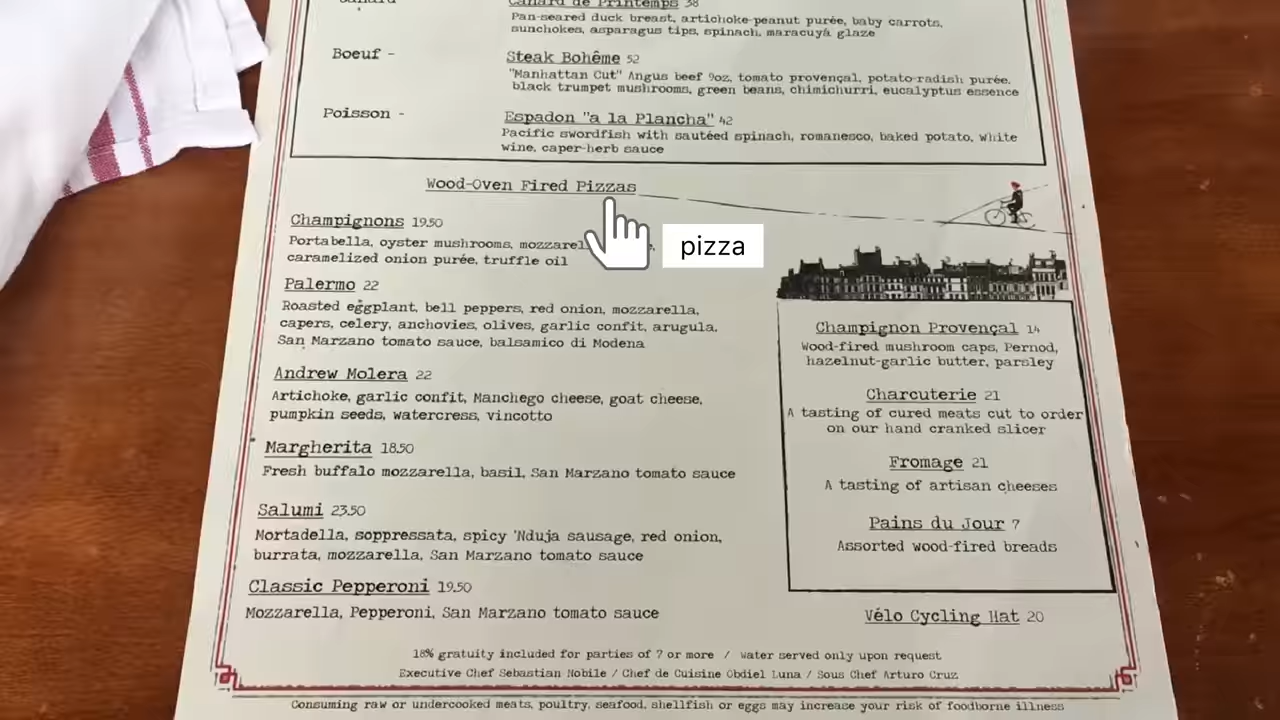 Canard de Printemps 38
Pan-seared duck breast, artichoke-peanut purée, baby carrots,
sunchokes, asparagus tips, spinach, maracuyá glaze
Boeuf -
Steak Bohême 52
"Manhattan Cut" Angus beef 9oz, tomato provençal, potato-radish purée,
black trumpet mushrooms, green beans, chimichurri, eucalyptus essence
Poisson -
Espadon "a la Plancha" 42
Pacific swordfish with sautéed spinach, romanesco, baked potato, white
wine, caper-herb sauce
Wood-Oven Fired Pizzas
pizza
Champignons 19.50
Portabella, oyster mushrooms,
caramelized onion purée, truffle oil
Palermo 22
Roasted eggplant, bell peppers, red onion, mozzarella,
capers, celery, anchovies, olives, garlic confit, arugula.
San Marzano tomato sauce, balsamico di Modena
Andrew Molera 22
Artichoke, garlic confit, Manchego cheese, goat cheese,
pumpkin seeds, watercress, vincotto
Margherita 18.50
Fresh buffalo mozzarella, basil, San Marzano tomato sauce
Salumi 23.50
Mortadella, soppressata, spicy 'Nduja sausage, red onion,
burrata, mozzarella, San Marzano tomato sauce
Classic Pepperoni 19.50
Mozzarella, Pepperoni, San Marzano tomato sauce
Champignon Provençal 14
Wood-fired mushroom caps, Pernod,
hazelnut-garlic butter, parsley
Charcuterie 21
A tasting of cured meats cut to order
on our hand cranked slicer
Fromage 21
A tasting of artisan cheeses
Pains du Jour 7
Assorted wood-fired breads
Vélo Cycling Hat 20
18% gratuity included for parties of 7 or more / Water served only upon request
Executive Chef Sebastian Nobile / Chef de Cuisine Obdiel Luna / Sous Chef Arturo Cruz
Consuming raw or undercooked meats, poultry, seafood, shellfish or eggs may increase your risk of foodborne illness